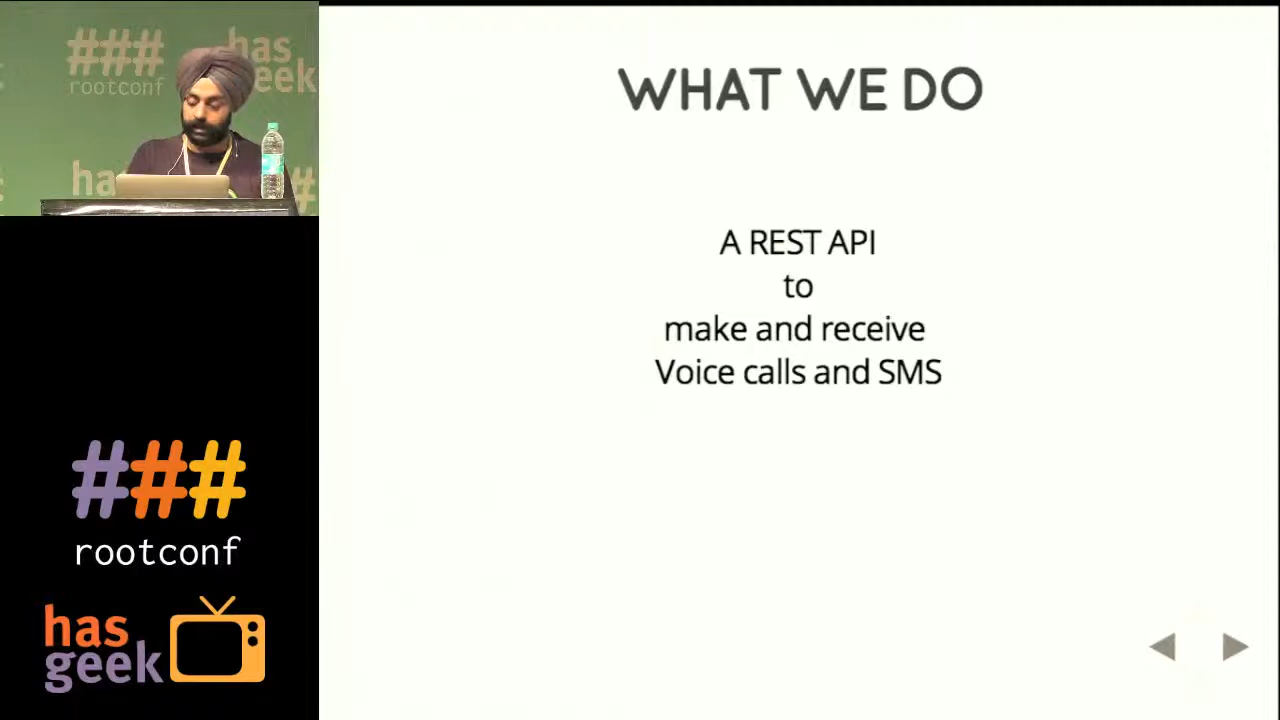 ###
rootconf
has
geek
ha
#
WHAT WE DO
A REST API
to
make and receive
Voice calls and SMS
###
rootconf
has
geek